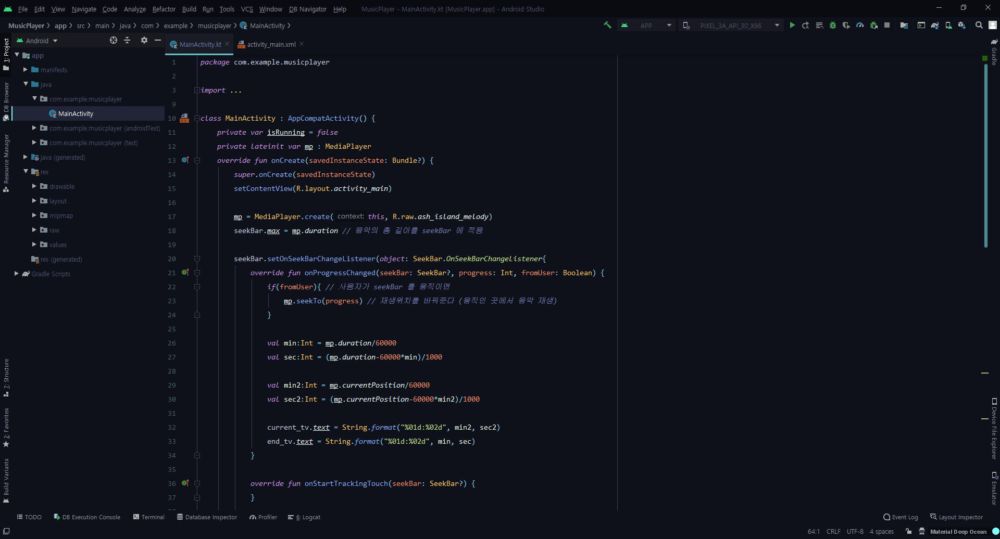 File Edit View Navigate Code Analyze Refactor Build Run Tools VCS Window DB Navigator Help MusicPlayer - MainActivity.kt [MusicPlayer.app] - Android Studio
MusicPlayer app src main java com example musicplayer MainActivity APP PIXEL_3A_API_30_X86
Android
MainActivity.kt activity_main.xml
1: Project
DB Browser
Resource Manager
7: Structure
2: Favorites
Build Variants
app
manifests
java
com.example.musicplayer
MainActivity
com.example.musicplayer (androidTest)
com.example.musicplayer (test)
java (generated)
res
drawable
layout
mipmap
raw
values
res (generated)
Gradle Scripts
1 package com.example.musicplayer
2
3 import ...
9
10 class MainActivity : AppCompatActivity() {
11 private var isRunning = false
12 private lateinit var mp : MediaPlayer
13 override fun onCreate(savedInstanceState: Bundle?) {
14 super.onCreate(savedInstanceState)
15 setContentView(R.layout.activity_main)
16
17 mp = MediaPlayer.create( context: this, R.raw.ash_island_melody)
18 seekBar.max = mp.duration // 음악의 총 길이를 seekBar 에 적용
19
20 seekBar.setOnSeekBarChangeListener(object: SeekBar.OnSeekBarChangeListener{
21 override fun onProgressChanged(seekBar: SeekBar?, progress: Int, fromUser: Boolean) {
22 if(fromUser){ // 사용자가 seekBar 를 움직이면
23 mp.seekTo(progress) // 재생위치를 바꿔준다 (움직인 곳에서 음악 재생)
24 }
25
26 val min:Int = mp.duration/60000
27 val sec:Int = (mp.duration-60000*min)/1000
28
29 val min2:Int = mp.currentPosition/60000
30 val sec2:Int = (mp.currentPosition-60000*min2)/1000
31
32 current_tv.text = String.format("%01d:%02d", min2, sec2)
33 end_tv.text = String.format("%01d:%02d", min, sec)
34 }
35
36 override fun onStartTrackingTouch(seekBar: SeekBar?) {
37 }
Gradle
Device File Explorer
Emulator
TODO DB Execution Console Terminal Database Inspector Profiler 6: Logcat Event Log Layout Inspector
64:1 CRLF UTF-8 4 spaces Material Deep Ocean